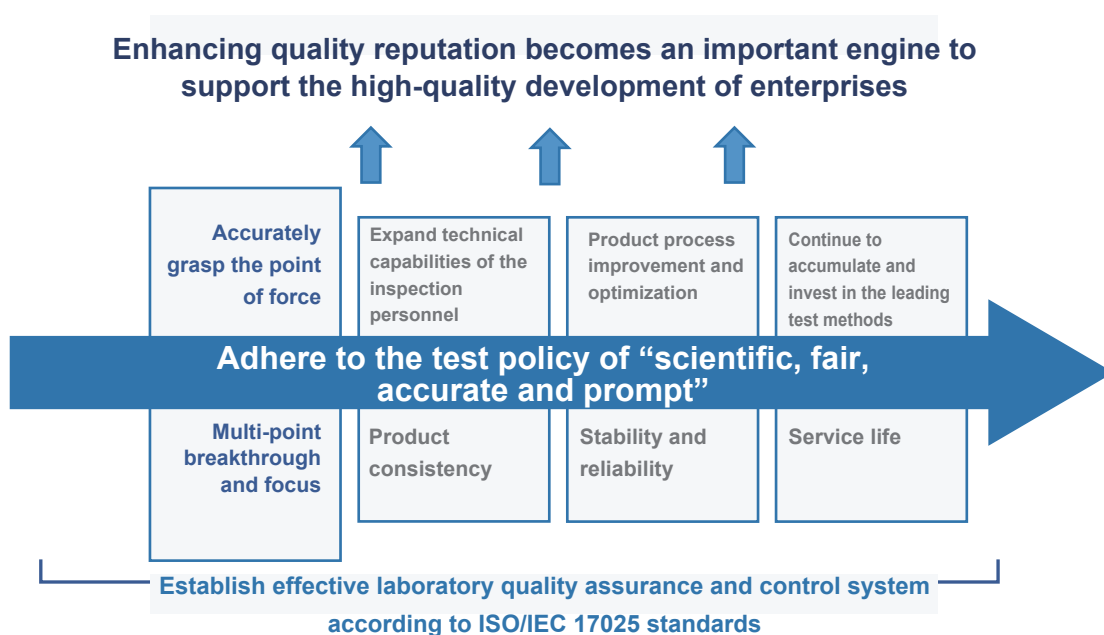 Enhancing quality reputation becomes an important engine to
support the high-quality development of enterprises
Accurately
grasp the point
of force
Expand technical
capabilities of the
inspection
personnel
Product process
improvement and
optimization
Continue to
accumulate and
invest in the leading
test methods
Adhere to the test policy of “scientific, fair,
accurate and prompt”
Multi-point
breakthrough
and focus
Product
consistency
Stability and
reliability
Service life
Establish effective laboratory quality assurance and control system
according to ISO/IEC 17025 standards